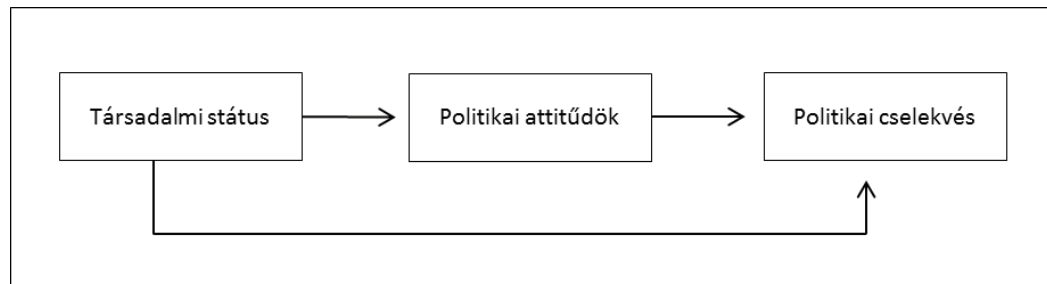 Társadalmi státus
Politikai attitűdök
Politikai cselekvés